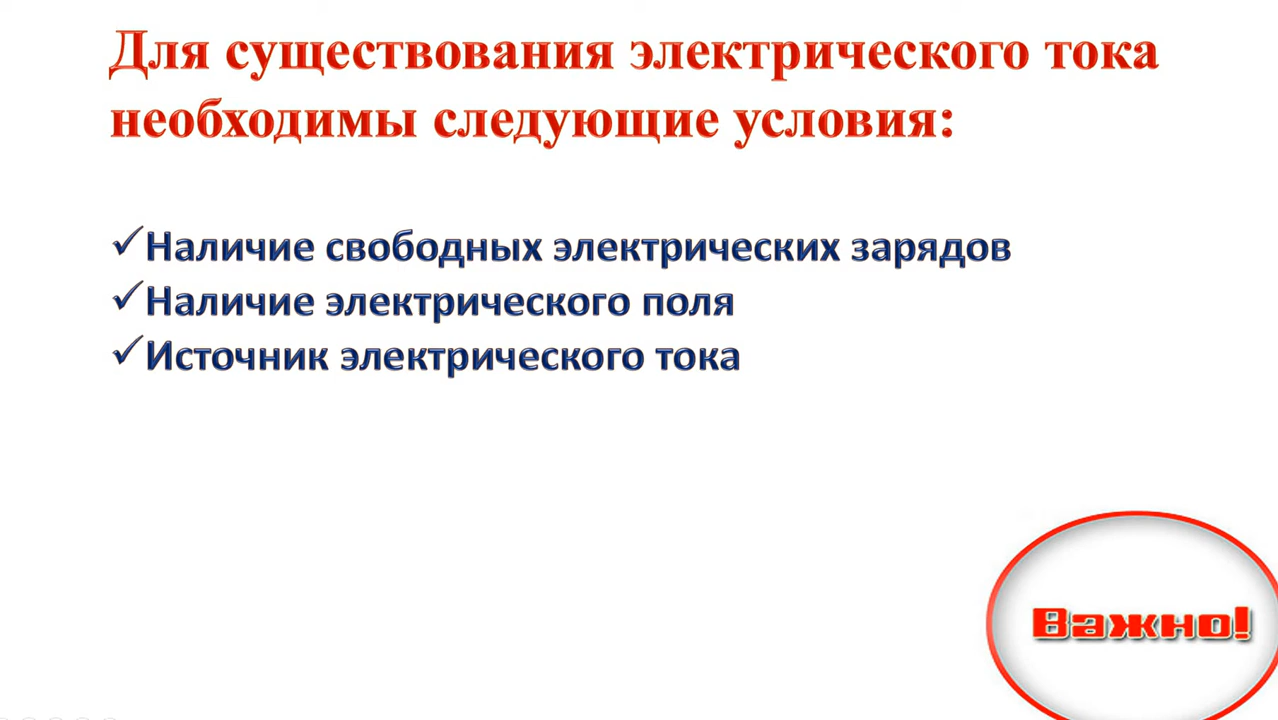 Для существования электрического тока
необходимы следующие условия:
✓Наличие свободных электрических зарядов
✓Наличие электрического поля
✓Источник электрического тока
Важно!